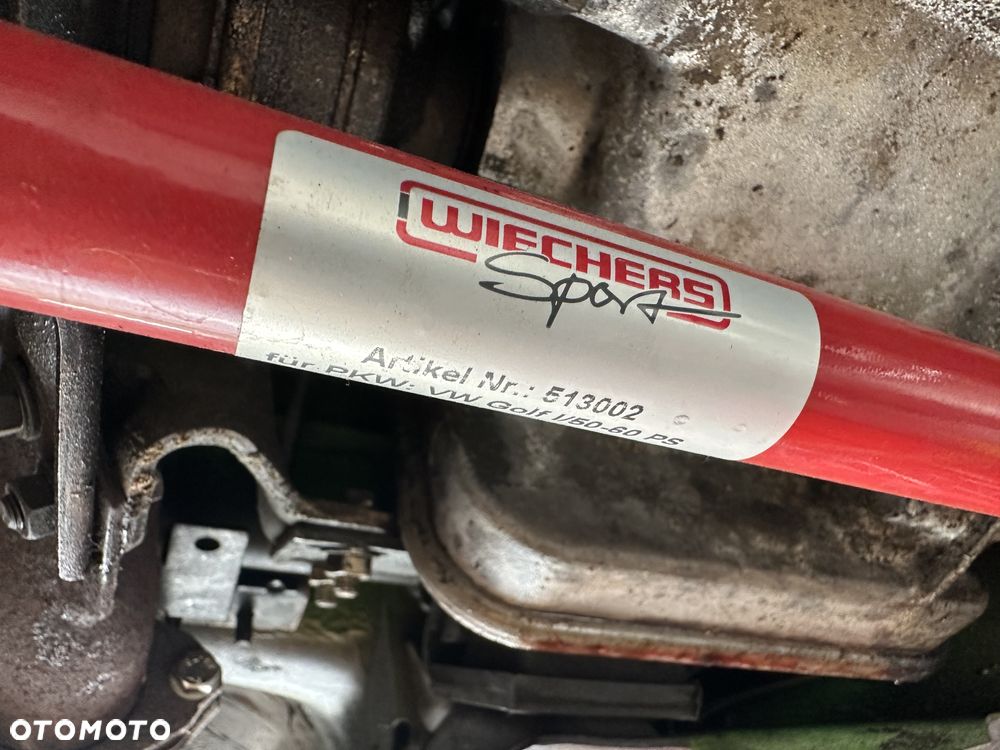 WIECHERS
Sport
Artikel Nr.: 513002
für PKW: VW Golf I/50-60 PS
OTOMOTO